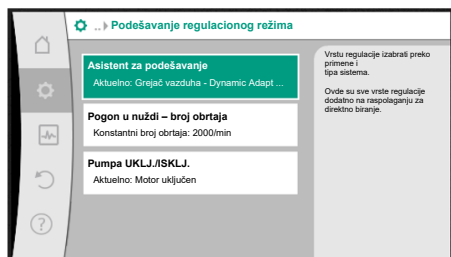 .. Podešavanje regulacionog režima
Asistent za podešavanje
Aktuelno: Grejač vazduha - Dynamic Adapt ...
Pogon u nuždi – broj obrtaja
Konstantni broj obrtaja: 2000/min
Pumpa UKLJ./ISKLJ.
Aktuelno: Motor uključen
Vrstu regulacije izabrati preko
primene i
tipa sistema.
Ovde su sve vrste regulacije
dodatno na raspolaganju za
direktno biranje.